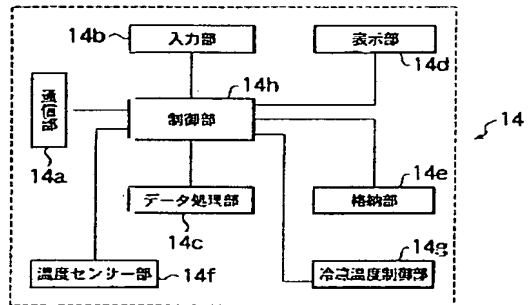 14b
入力部
表示部
14d
14h
通信部
14a
制御部
14
データ処理部
14c
14e
格納部
温度センサー部
14f
14g
冷凍温度制御部